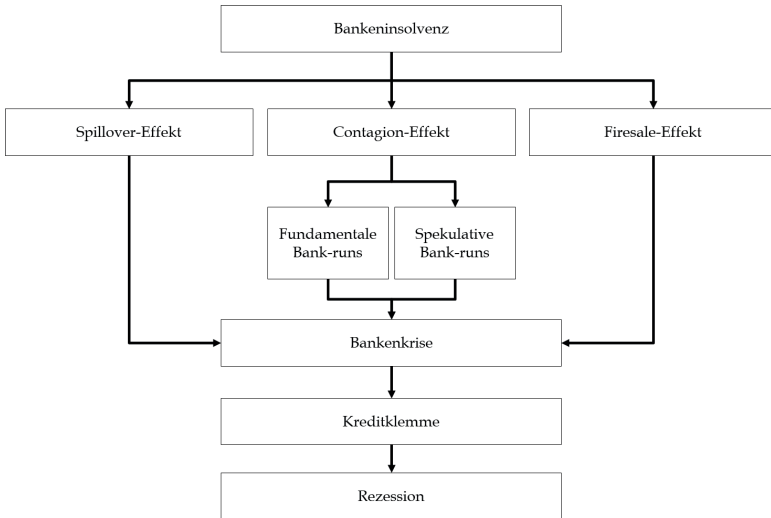 Bankeninsolvenz
Spillover-Effekt
Contagion-Effekt
Firesale-Effekt
Fundamentale
Bank-runs
Spekulative
Bank-runs
Bankenkrise
Kreditklemme
Rezession